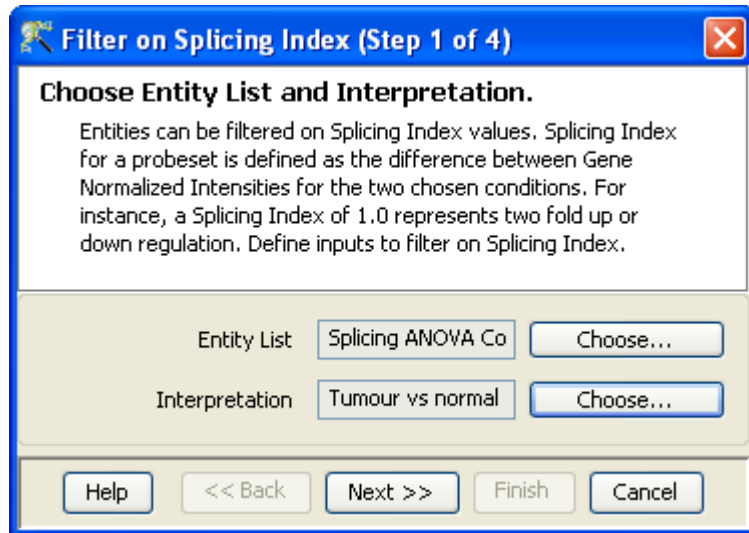 Filter on Splicing Index (Step 1 of 4)
Choose Entity List and Interpretation.
Entities can be filtered on Splicing Index values. Splicing Index
for a probeset is defined as the difference between Gene
Normalized Intensities for the two chosen conditions. For
instance, a Splicing Index of 1.0 represents two fold up or
down regulation. Define inputs to filter on Splicing Index.
Entity List Splicing ANOVA Co Choose...
Interpretation Tumour vs normal Choose...
Help << Back Next >> Finish Cancel